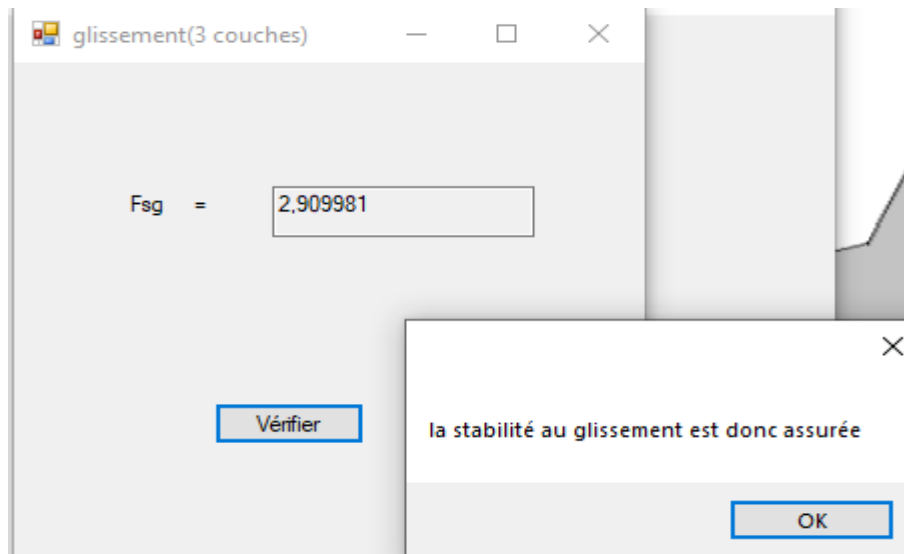 glissement(3 couches)
Fsg = 2,909981
Vérifier
la stabilité au glissement est donc assurée
OK